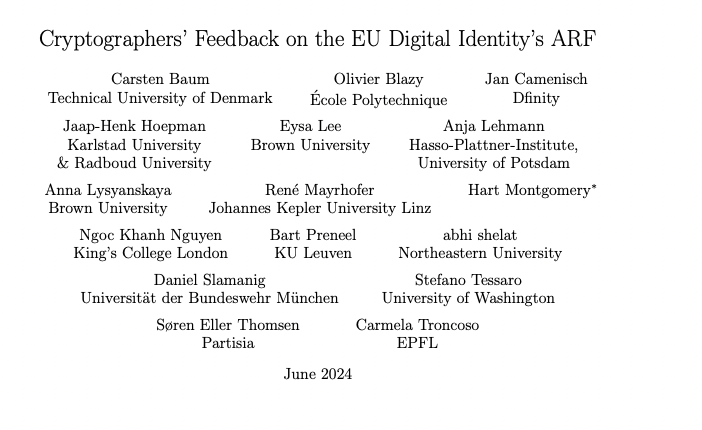 Cryptographers' Feedback on the EU Digital Identity's ARF
Carsten Baum Olivier Blazy Jan Camenisch
Technical University of Denmark École Polytechnique Dfinity
Jaap-Henk Hoepman Eysa Lee Anja Lehmann
Karlstad University Brown University Hasso-Plattner-Institute,
& Radboud University University of Potsdam
Anna Lysyanskaya René Mayrhofer Hart Montgomery*
Brown University Johannes Kepler University Linz
Ngoc Khanh Nguyen Bart Preneel abhi shelat
King's College London KU Leuven Northeastern University
Daniel Slamanig Stefano Tessaro
Universität der Bundeswehr München University of Washington
Søren Eller Thomsen Carmela Troncoso
Partisia EPFL
June 2024